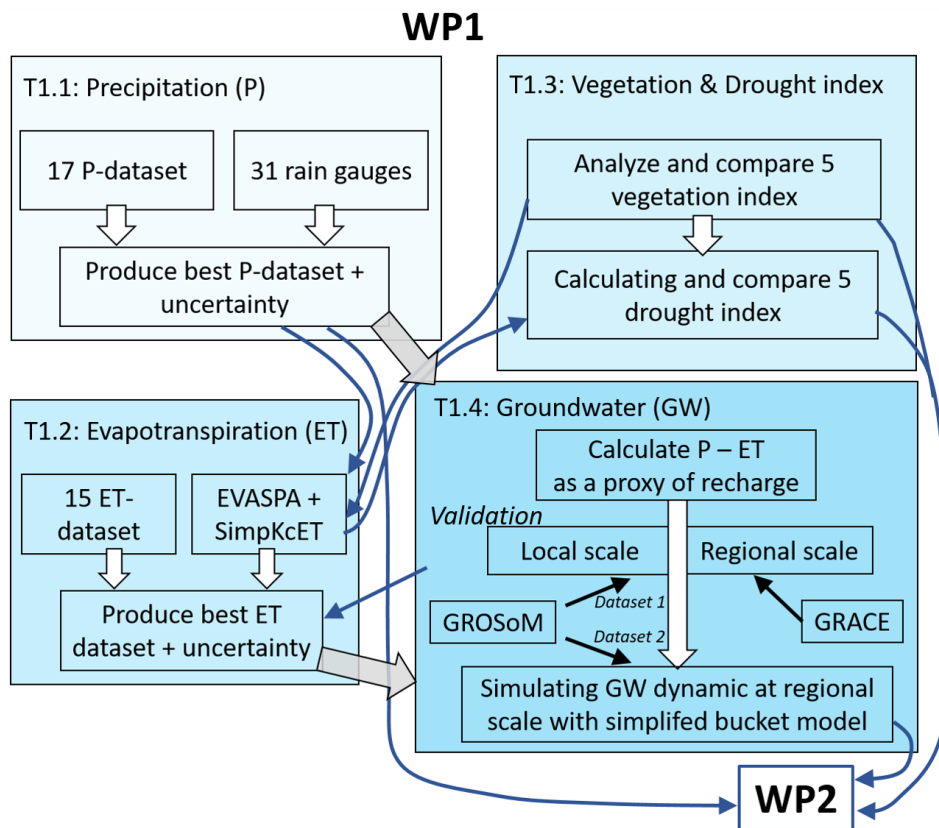 WP1
T1.1: Precipitation (P)
17 P-dataset
31 rain gauges
Produce best P-dataset +
uncertainty
T1.3: Vegetation & Drought index
Analyze and compare 5
vegetation index
Calculating and compare 5
drought index
T1.2: Evapotranspiration (ET)
15 ET-
dataset
EVASPA +
SimpKcET
Produce best ET
dataset + uncertainty
T1.4: Groundwater (GW)
Calculate P – ET
as a proxy of recharge
Validation
Local scale
Regional scale
GROSoM
Dataset 1
Dataset 2
GRACE
Simulating GW dynamic at regional
scale with simplifed bucket model
WP2